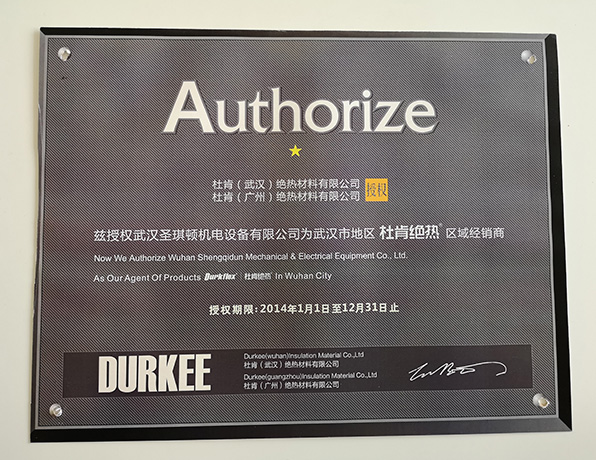 Authorize
杜肯（武汉）绝热材料有限公司
杜肯（广州）绝热材料有限公司
授权
兹授权武汉圣琪顿机电设备有限公司为武汉市地区 杜肯绝热® 区域经销商
Now We Authorize Wuhan Shengqidun Mechanical & Electrical Equipment Co., Ltd.
As Our Agent Of Products Durkflex® 杜肯绝热® In Wuhan City
授权期限:2014年1月1日至12月31日止
DURKEE
Durkee(wuhan)Insulation Material Co.,Ltd
杜肯（武汉）绝热材料有限公司
Durkee(guangzhou)Insulation Material Co.,Ltd
杜肯（广州）绝热材料有限公司